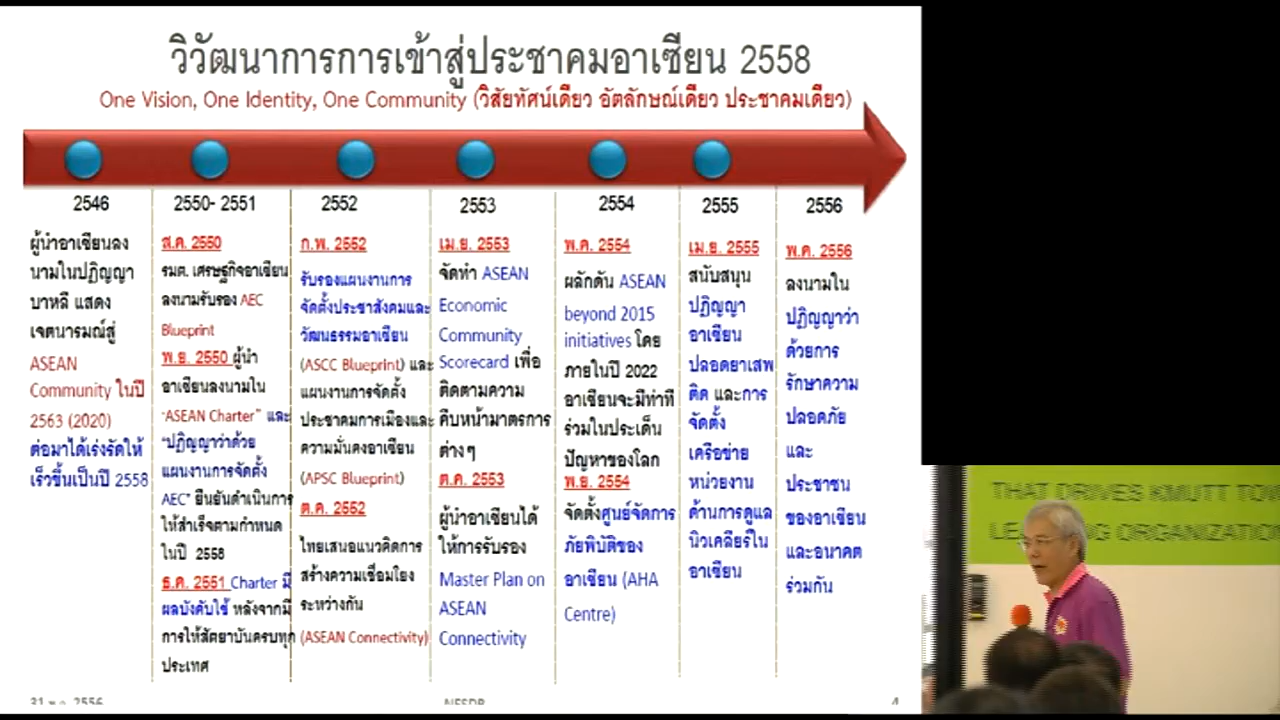 วิวัฒนาการการเข้าสู่ประชาคมอาเซียน 2558
One Vision, One Identity, One Community (วิสัยทัศน์เดียว อัตลักษณ์เดียว ประชาคมเดียว)
2546
ผู้นำอาเซียนลง
นามในปฏิญญา
บาหลี แสดง
เจตนารมณ์สู่
ASEAN
Community ในปี
2563 (2020)
ต่อมาได้เร่งรัดให้
เร็วขึ้นเป็นปี 2558
2550- 2551
ส.ค. 2550
รมต. เศรษฐกิจอาเซียน
ลงนามรับรอง AEC
Blueprint
พ.ย. 2550 ผู้นำ
อาเซียนลงนามใน
"ASEAN Charter" และ
"ปฏิญญาว่าด้วย
แผนงานการจัดตั้ง
AEC" ยืนยันดำเนินการ
ให้สำเร็จตามกำหนด
ในปี 2558
ธ.ค. 2551 Charter มี
ผลบังคับใช้ หลังจากมี
การให้สัตยาบันครบทุก
ประเทศ
2552
ก.พ. 2552
รับรองแผนงานการ
จัดตั้งประชาสังคมและ
วัฒนธรรมอาเซียน
(ASCC Blueprint) และ
แผนงานการจัดตั้ง
ประชาคมการเมืองและ
ความมั่นคงอาเซียน
(APSC Blueprint)
ต.ค. 2552
ไทยเสนอแนวคิดการ
สร้างความเชื่อมโยง
ระหว่างกัน
(ASEAN Connectivity)
2553
เม.ย. 2553
จัดทำ ASEAN
Economic
Community
Scorecard เพื่อ
ติดตามความ
คืบหน้ามาตรการ
ต่างๆ
ต.ค. 2553
ผู้นำอาเซียนได้
ให้การรับรอง
Master Plan on
ASEAN
Connectivity
2554
พ.ค. 2554
ผลักดัน ASEAN
beyond 2015
initiatives โดย
ภายในปี 2022
อาเซียนจะมีท่าที
ร่วมในประเด็น
ปัญหาของโลก
พ.ย. 2554
จัดตั้งศูนย์จัดการ
ภัยพิบัติของ
อาเซียน (AHA
Centre)
2555
เม.ย. 2555
สนับสนุน
ปฏิญญา
อาเซียน
ปลอดยาเสพ
ติด และการ
จัดตั้ง
เครือข่าย
หน่วยงาน
ด้านการดูแล
นิวเคลียร์ใน
อาเซียน
2556
พ.ค. 2556
ลงนามใน
ปฏิญญาว่า
ด้วยการ
รักษาความ
ปลอดภัย
และ
ประชาชน
ของอาเซียน
และอนาคต
ร่วมกัน
NESDB
4
THAT DRIVES KMUTT TOW
ORGANIZATION